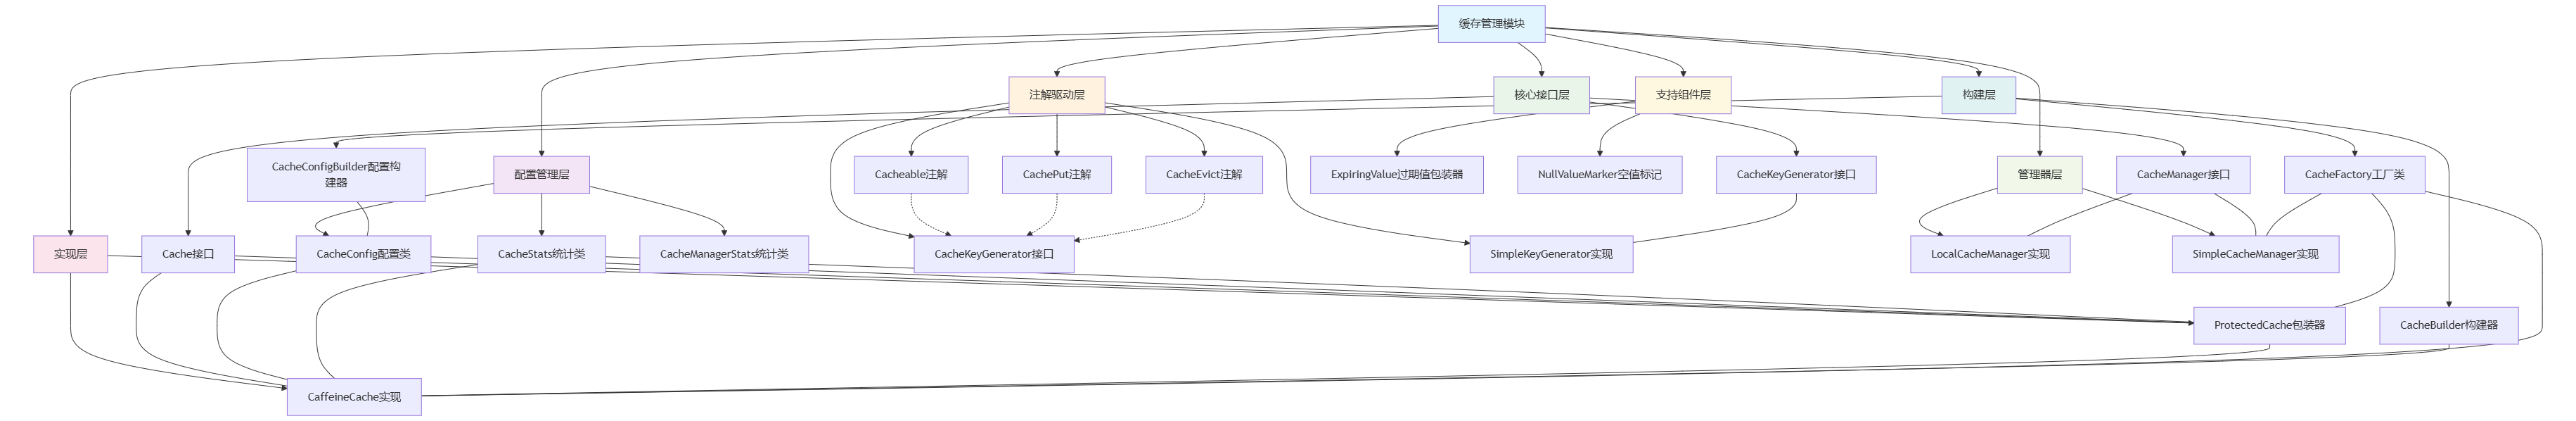 缓存管理模块
注解驱动层
核心接口层
支持组件层
构建层
CacheConfigBuilder配置构
建器
配置管理层
Cacheable注解
CachePut注解
CacheEvict注解
ExpiringValue过期值包装器
NullValueMarker空值标记
CacheKeyGenerator接口
管理器层
CacheManager接口
CacheFactory工厂类
实现层
Cache接口
CacheConfig配置类
CacheStats统计类
CacheManagerStats统计类
CacheKeyGenerator接口
SimpleKeyGenerator实现
LocalCacheManager实现
SimpleCacheManager实现
ProtectedCache包装器
CacheBuilder构建器
CaffeineCache实现